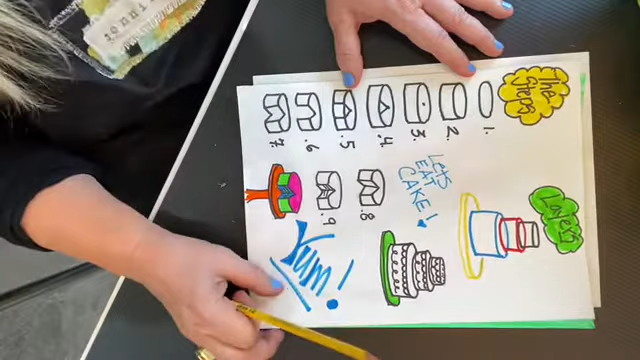 The
Steps
1.
2.
3.
4.
5.
6.
7.
8.
9.
LETS
EAT
CAKE!
Layers
Yum!